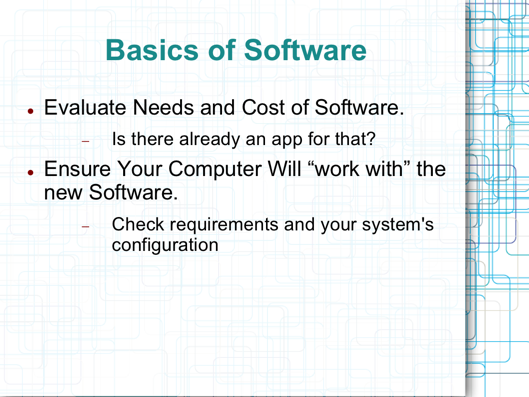 Basics of Software
● Evaluate Needs and Cost of Software.
– Is there already an app for that?
● Ensure Your Computer Will “work with” the
new Software.
– Check requirements and your system's
configuration